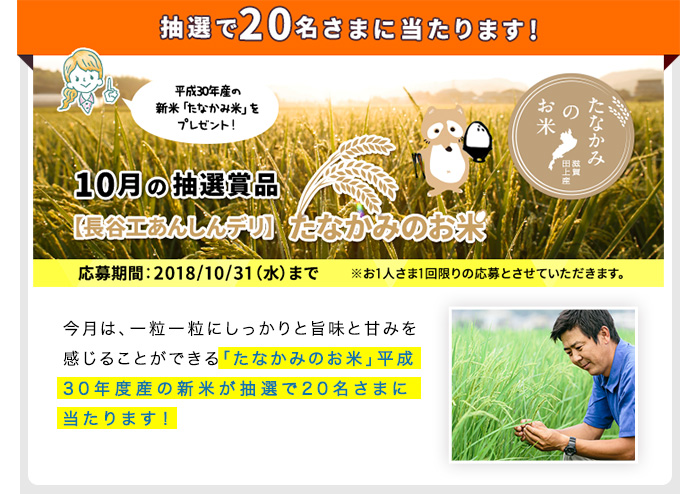 抽選で20名さまに当たります!
平成30年産の
新米「たなかみ米」を
プレゼント!
たなかみ
の
お米
滋賀
田上産
10月の抽選賞品
【長谷工あんしんデリ】 たなかみのお米
応募期間:2018/10/31(水)まで ※お1人さま1回限りの応募とさせていただきます。
今月は、一粒一粒にしっかりと旨味と甘みを
感じることができる「たなかみのお米」平成
30年度産の新米が抽選で20名さまに
当たります!